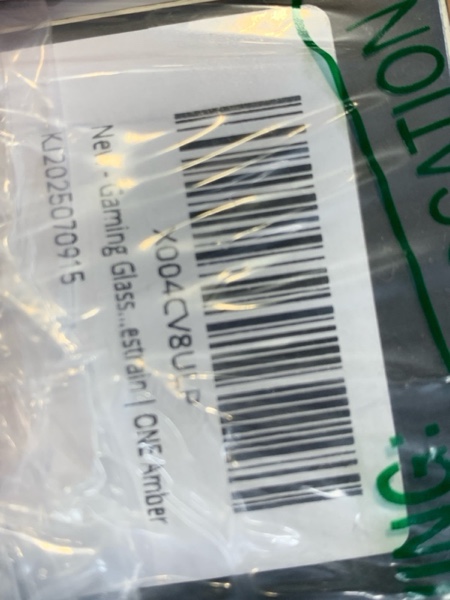 X004CV8U
New - Gaming Glass...estrain | ONE Amber
KJ2025070915